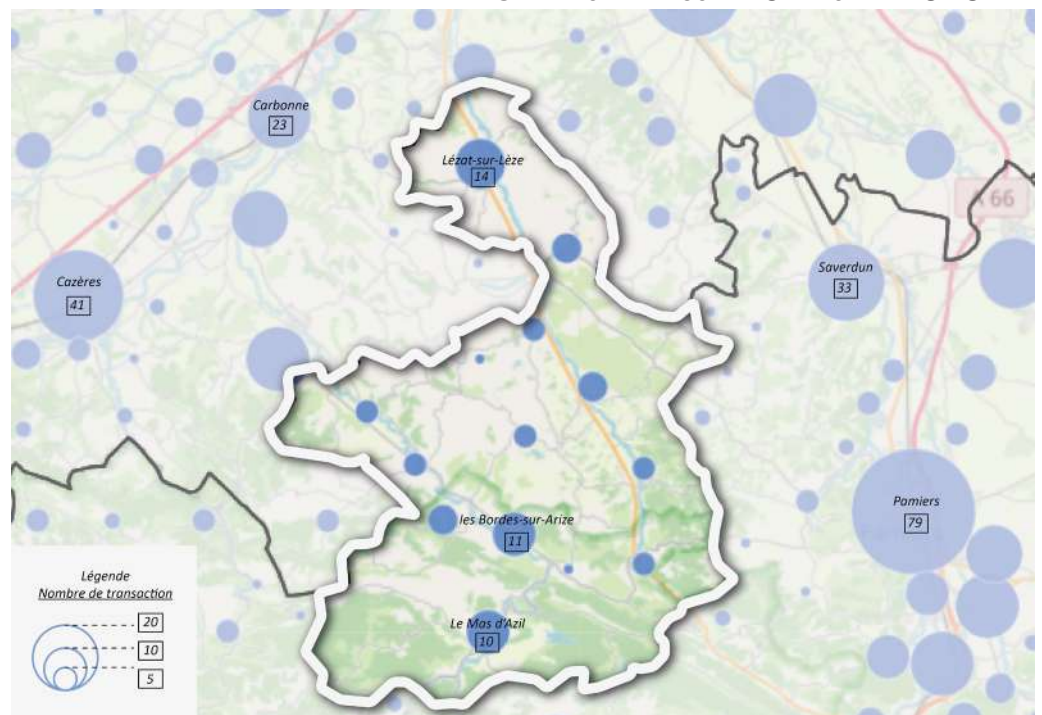 Carbonne
23
Lézat-sur-Lèze
14
A 66
Cazères
41
Saverdun
33
Pamiers
79
les Bordes-sur-Arize
11
Le Mas d'Azil
10
Légende
Nombre de transaction
20
10
5